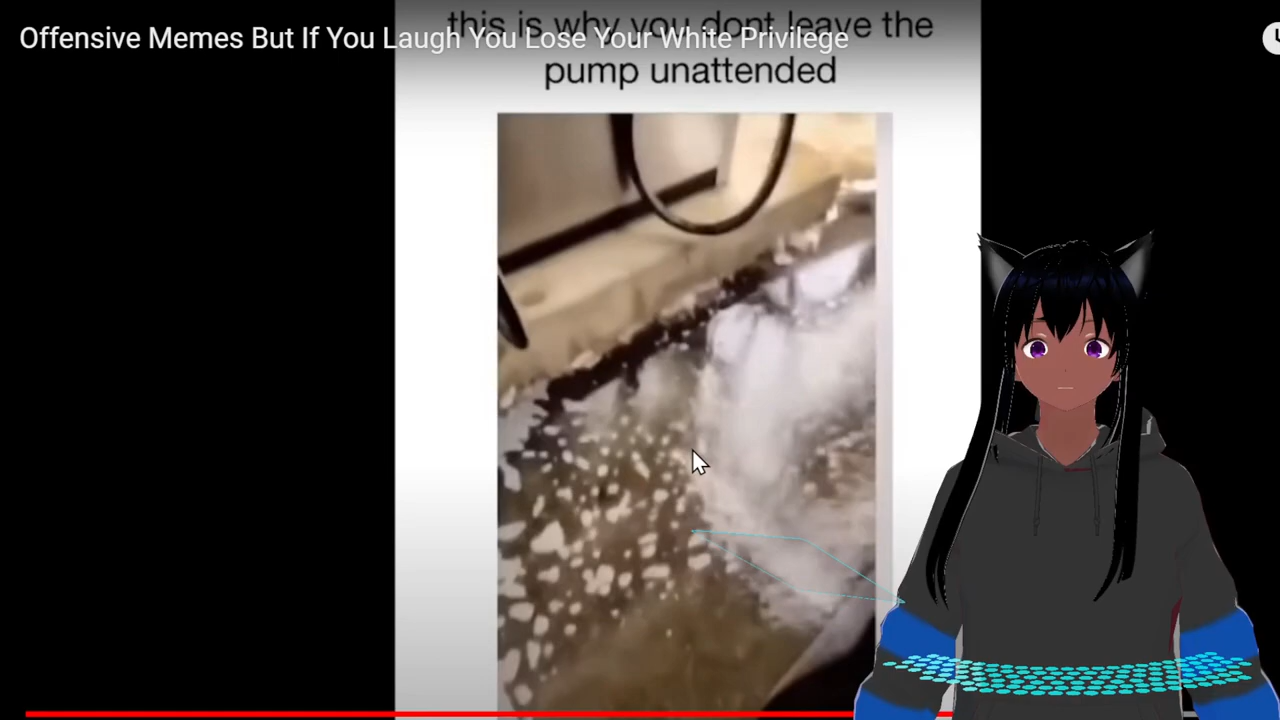 Offensive Memes But If You Laugh You Lose Your White Privilege
this is why you dont leave the
pump unattended